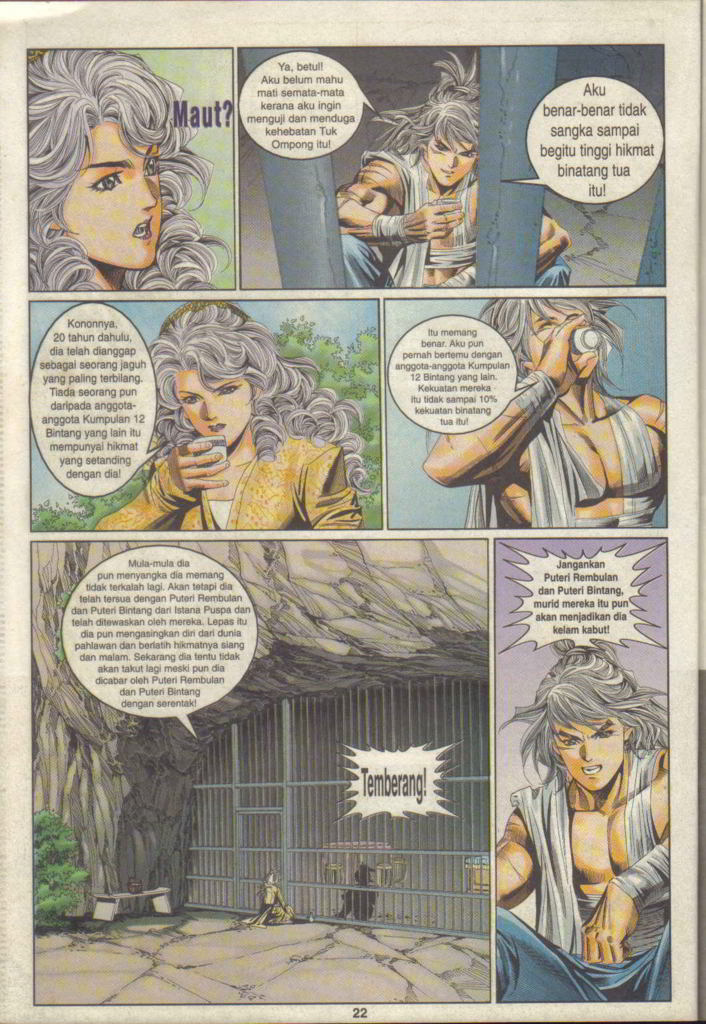 Maut?
Ya, betul!
Aku belum mahu
mati semata-mata
kerana aku ingin
menguji dan menduga
kehebatan Tuk
Ompong itu!
Aku
benar-benar tidak
sangka sampai
begitu tinggi hikmat
binatang tua
itu!
Kononnya,
20 tahun dahulu,
dia telah dianggap
sebagai seorang jaguh
yang paling terbilang.
Tiada seorang pun
daripada anggota-
anggota Kumpulan 12
Bintang yang lain itu
mempunyai hikmat
yang setanding
dengan dia!
Itu memang
benar. Aku pun
pernah bertemu dengan
anggota-anggota Kumpulan
12 Bintang yang lain.
Kekuatan mereka
itu tidak sampai 10%
kekuatan binatang
tua itu!
Mula-mula dia
pun menyangka dia memang
tidak terkalah lagi. Akan tetapi dia
telah tersua dengan Puteri Rembulan
dan Puteri Bintang dari Istana Puspa dan
telah ditewaskan oleh mereka. Lepas itu
dia pun mengasingkan diri dari dunia
pahlawan dan berlatih hikmatnya siang
dan malam. Sekarang dia tentu tidak
akan takut lagi meski pun dia
dicabar oleh Puteri Rembulan
dan Puteri Bintang
dengan serentak!
Temberang!
Jangankan
Puteri Rembulan
dan Puteri Bintang,
murid mereka itu pun
akan menjadikan dia
kelam kabut!
22